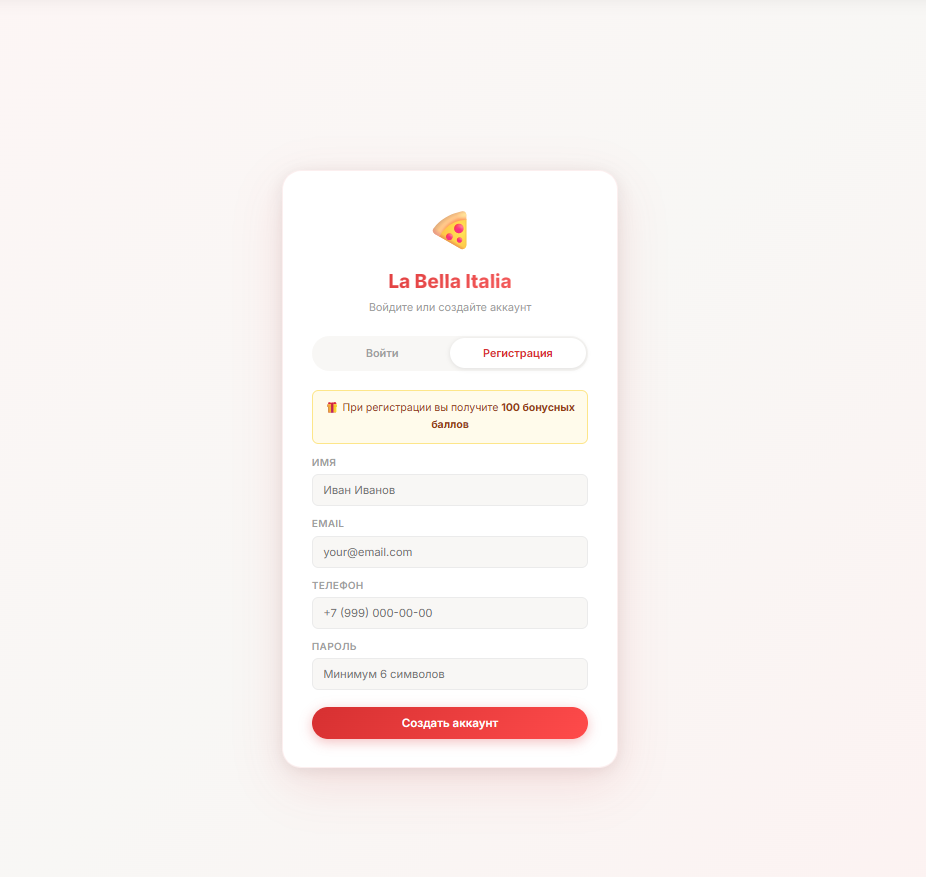 La Bella Italia
Войдите или создайте аккаунт
Войти
Регистрация
При регистрации вы получите 100 бонусных
баллов
ИМЯ
Иван Иванов
EMAIL
your@email.com
ТЕЛЕФОН
+7 (999) 000-00-00
ПАРОЛЬ
Минимум 6 символов
Создать аккаунт